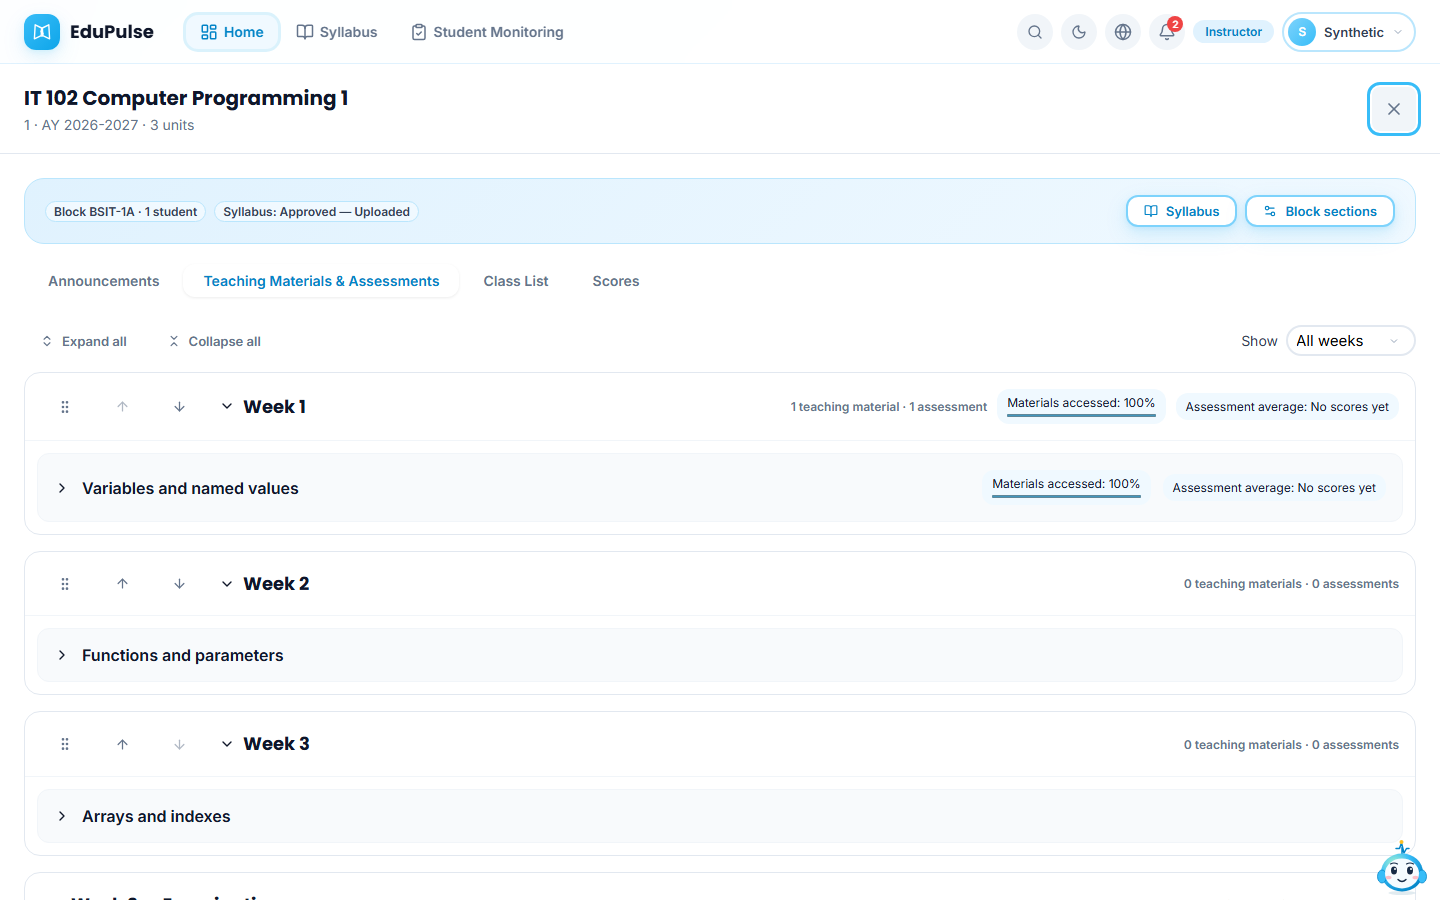 EduPulse
Home
Syllabus
Student Monitoring
2
Instructor
S
Synthetic
IT 102 Computer Programming 1
1 · AY 2026-2027 · 3 units
Block BSIT-1A · 1 student
Syllabus: Approved — Uploaded
Syllabus
Block sections
Announcements
Teaching Materials & Assessments
Class List
Scores
Expand all
Collapse all
Show
All weeks
Week 1
1 teaching material · 1 assessment
Materials accessed: 100%
Assessment average: No scores yet
Variables and named values
Materials accessed: 100%
Assessment average: No scores yet
Week 2
0 teaching materials · 0 assessments
Functions and parameters
Week 3
0 teaching materials · 0 assessments
Arrays and indexes